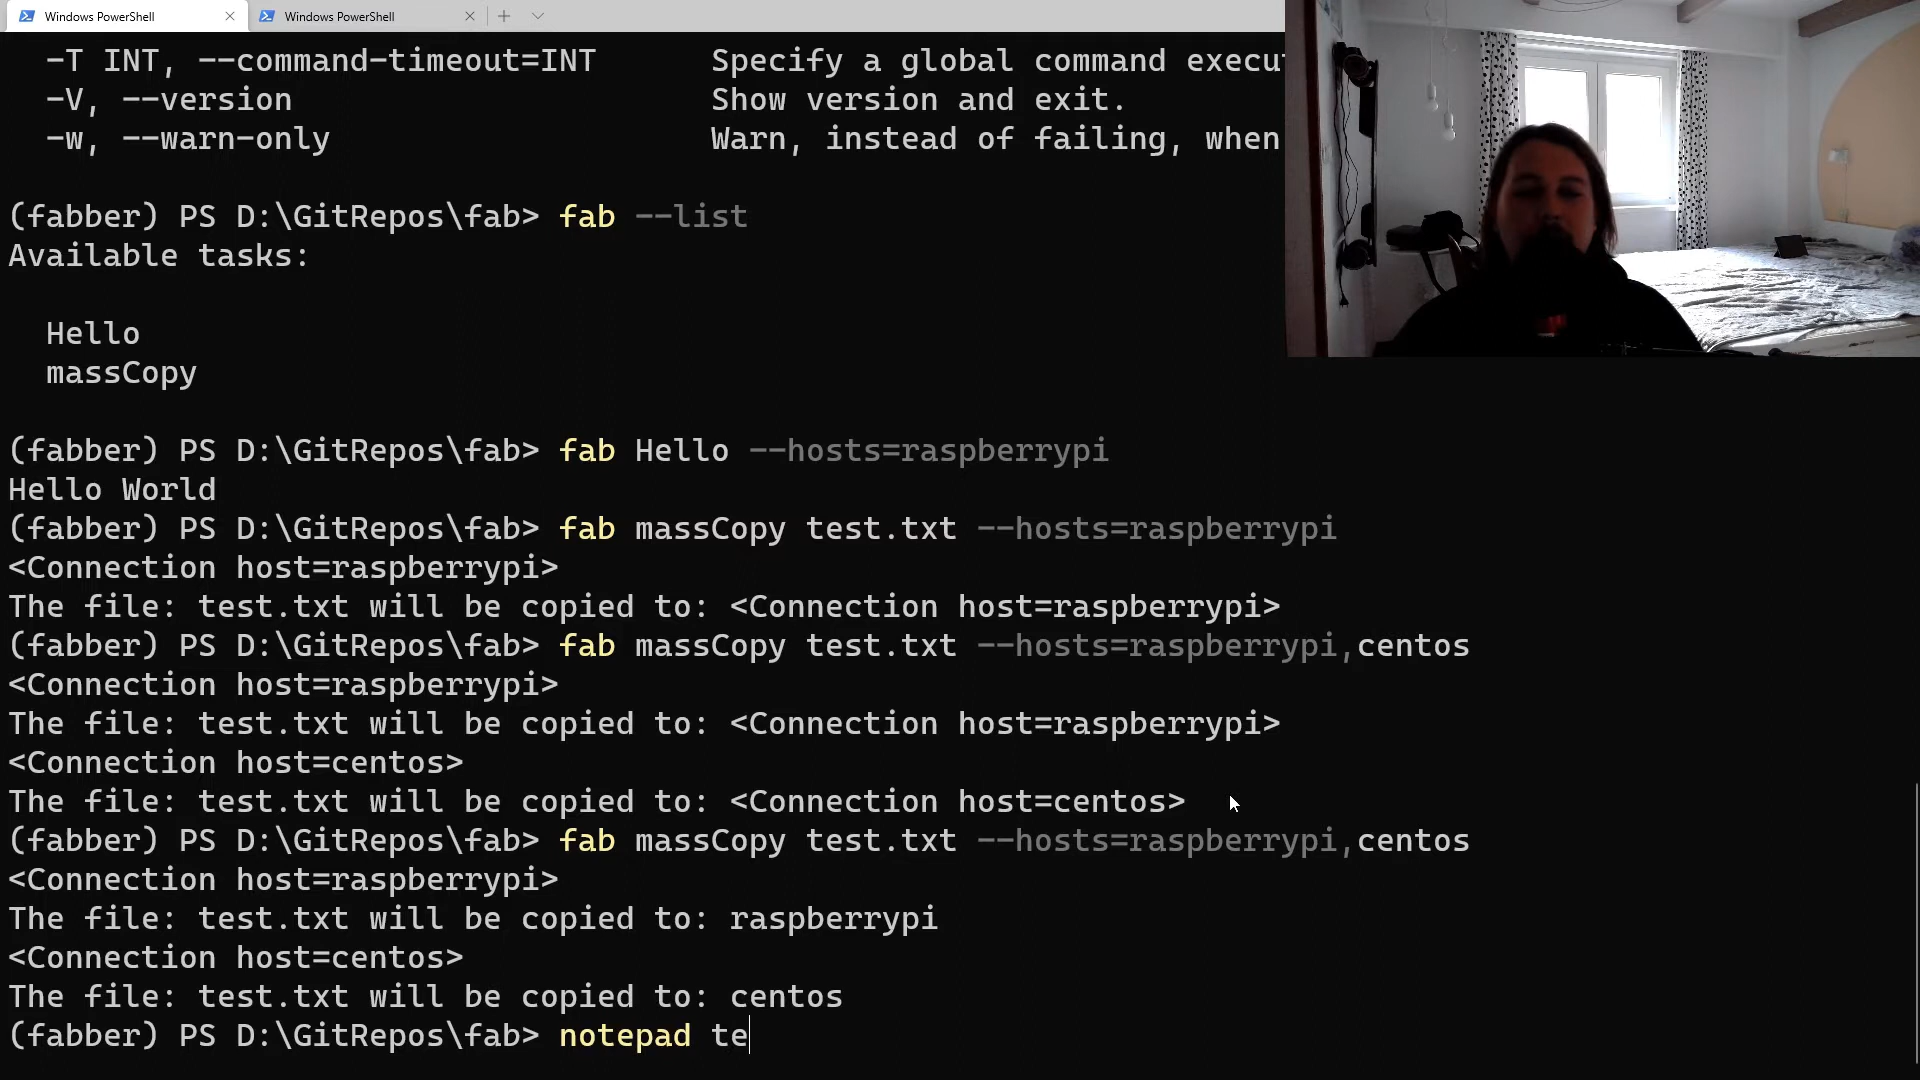 Windows PowerShell
Windows PowerShell
-T INT, --command-timeout=INT Specify a global command execu
-V, --version Show version and exit.
-w, --warn-only Warn, instead of failing, when
(fabber) PS D:\GitRepos\fab> fab --list
Available tasks:
Hello
massCopy
(fabber) PS D:\GitRepos\fab> fab Hello --hosts=raspberrypi
Hello World
(fabber) PS D:\GitRepos\fab> fab massCopy test.txt --hosts=raspberrypi
<Connection host=raspberrypi>
The file: test.txt will be copied to: <Connection host=raspberrypi>
(fabber) PS D:\GitRepos\fab> fab massCopy test.txt --hosts=raspberrypi,centos
<Connection host=raspberrypi>
The file: test.txt will be copied to: <Connection host=raspberrypi>
<Connection host=centos>
The file: test.txt will be copied to: <Connection host=centos>
(fabber) PS D:\GitRepos\fab> fab massCopy test.txt --hosts=raspberrypi,centos
<Connection host=raspberrypi>
The file: test.txt will be copied to: raspberrypi
<Connection host=centos>
The file: test.txt will be copied to: centos
(fabber) PS D:\GitRepos\fab> notepad te